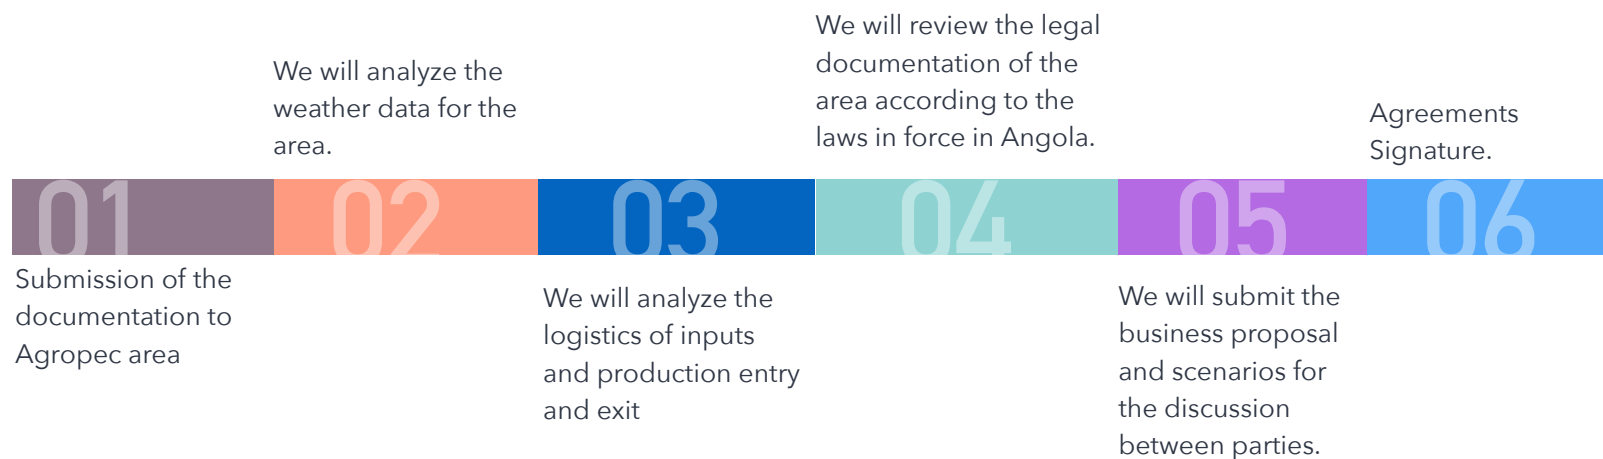 01
Submission of the
documentation to
Agropec area
We will analyze the
weather data for the
area.
02
03
We will analyze the
logistics of inputs
and production entry
and exit
We will review the legal
documentation of the
area according to the
laws in force in Angola.
04
05
We will submit the
business proposal
and scenarios for
the discussion
between parties.
Agreements
Signature.
06